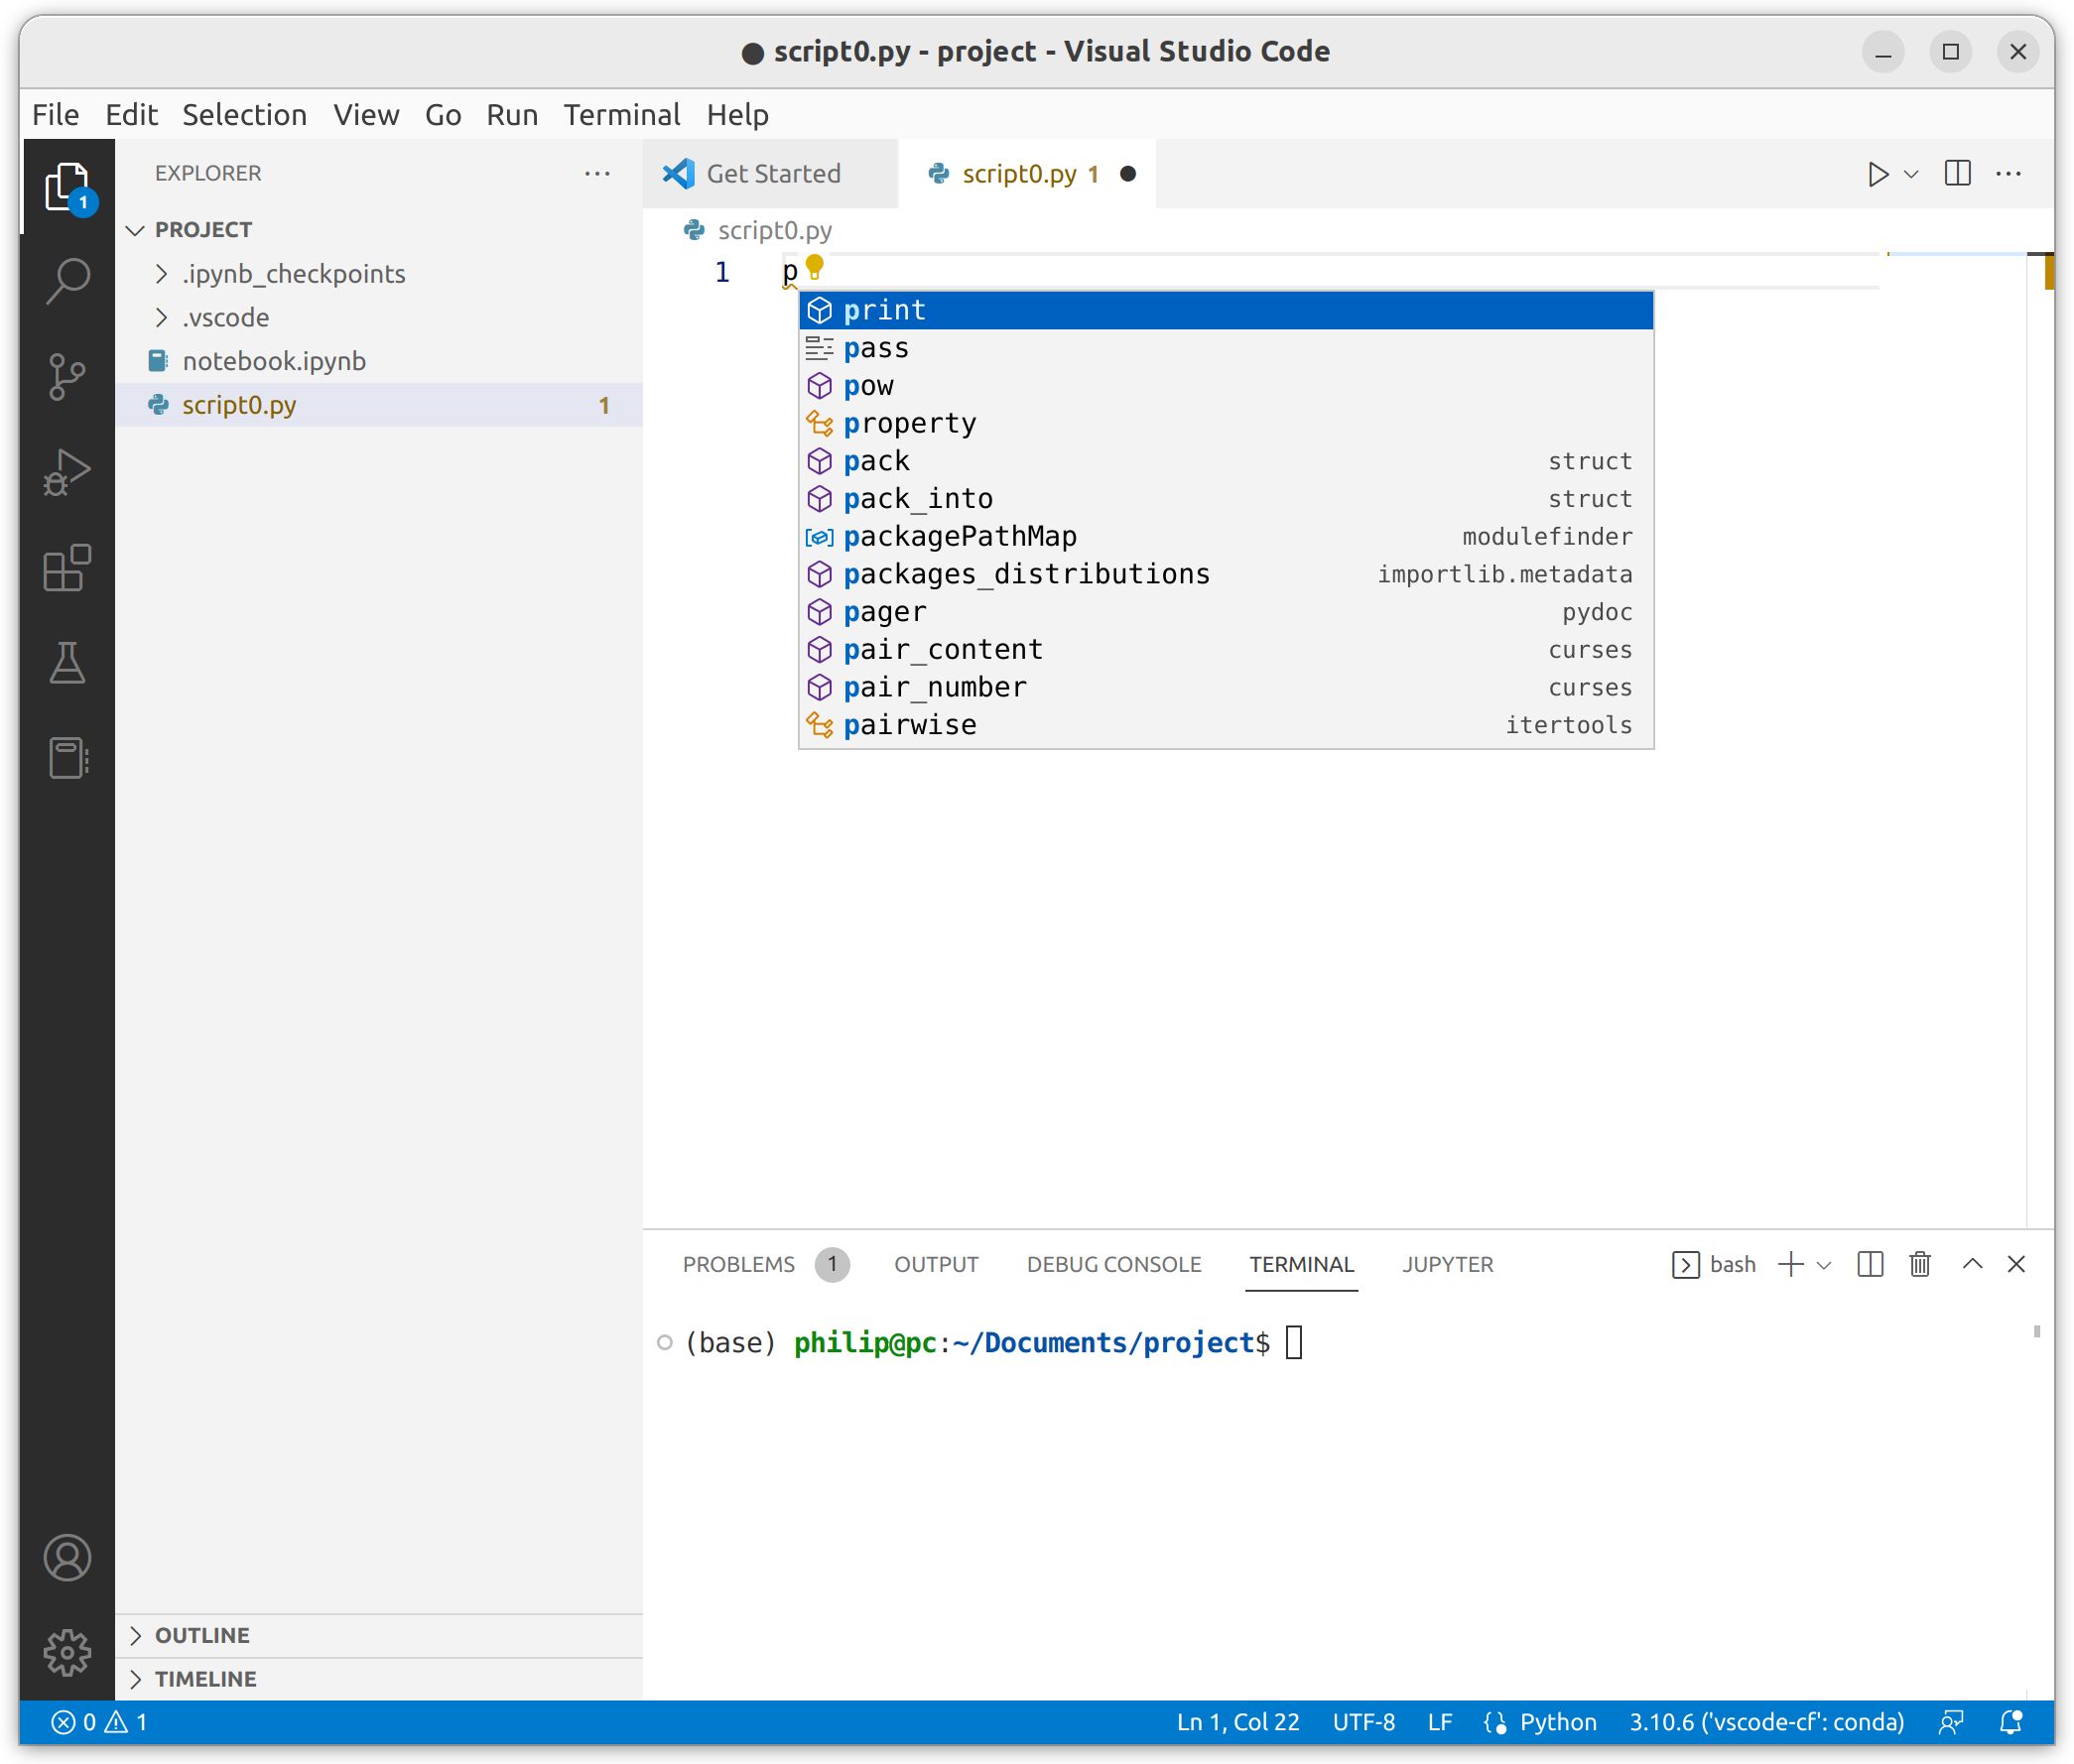 ● script0.py - project - Visual Studio Code
File Edit Selection View Go Run Terminal Help
EXPLORER
1
PROJECT
.ipynb_checkpoints
.vscode
notebook.ipynb
script0.py 1
OUTLINE
TIMELINE
Get Started
script0.py 1
script0.py
1 p
print
pass
pow
property
pack struct
pack_into struct
packagePathMap modulefinder
packages_distributions importlib.metadata
pager pydoc
pair_content curses
pair_number curses
pairwise itertools
PROBLEMS 1 OUTPUT DEBUG CONSOLE TERMINAL JUPYTER bash
(base) philip@pc:~/Documents/project$
0 1 Ln 1, Col 22 UTF-8 LF Python 3.10.6 ('vscode-cf': conda)